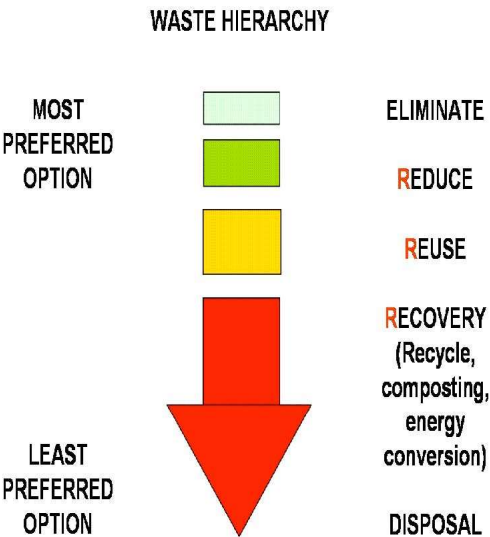 WASTE HIERARCHY
MOST
PREFERRED
OPTION
ELIMINATE
REDUCE
REUSE
RECOVERY
(Recycle,
composting,
energy
conversion)
LEAST
PREFERRED
OPTION
DISPOSAL